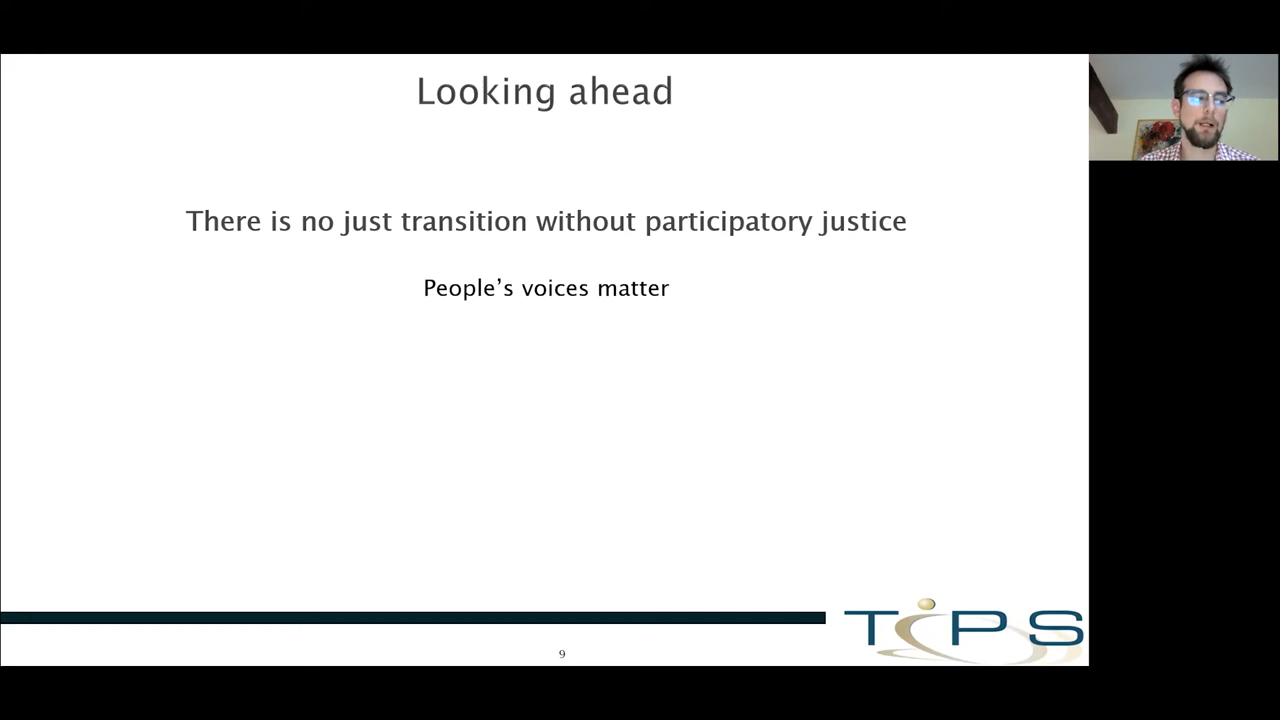 Looking ahead
There is no just transition without participatory justice
People’s voices matter
TiPS
9